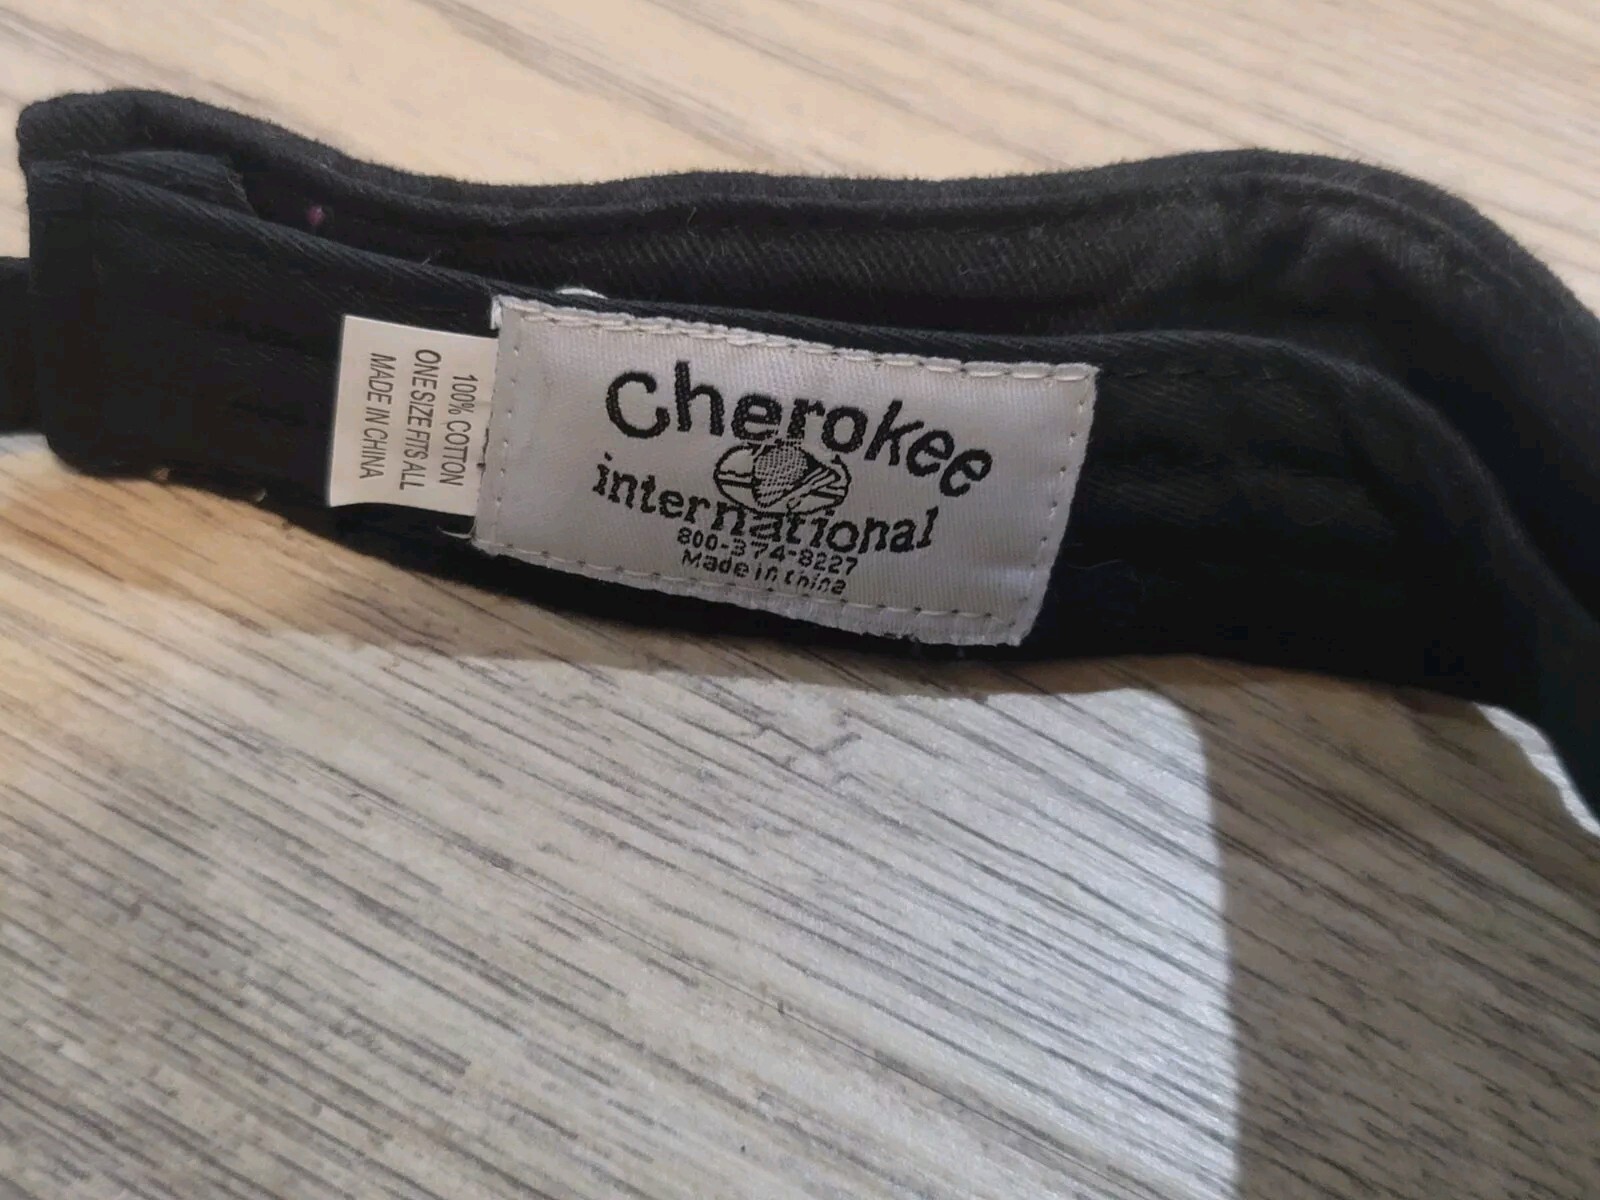 100% COTTON
ONE SIZE FITS ALL
MADE IN CHINA
Cherokee
international
800-374-8227
Made in china